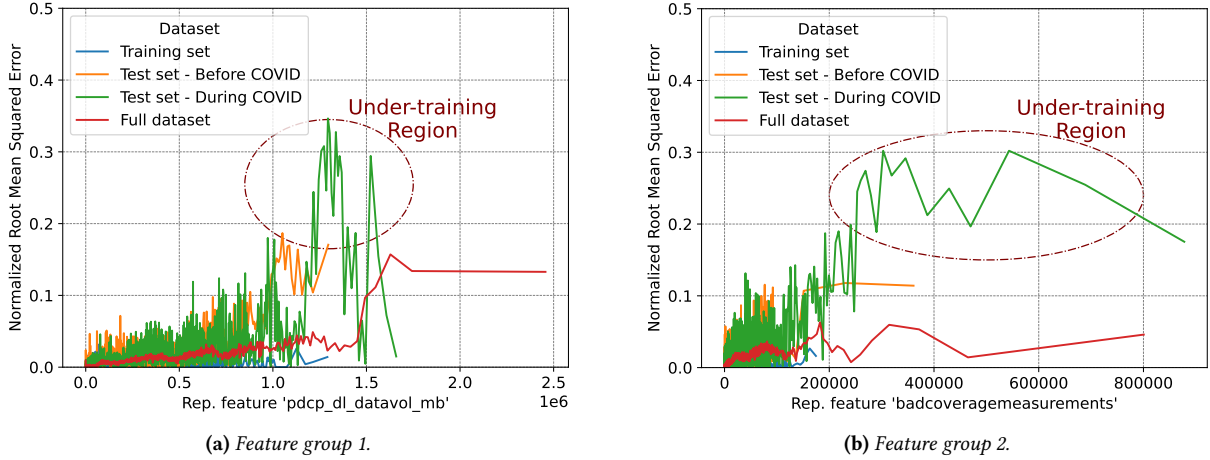 Normalized Root Mean Squared Error
0.5
0.4
0.3
0.2
0.1
0.0
Dataset
Training set
Test set - Before COVID
Test set - During COVID
Full dataset
Under-training
Region
0.0 0.5 1.0 1.5 2.0 2.5
1e6
Rep. feature 'pdcp_dl_datavol_mb'
(a) Feature group 1.
Normalized Root Mean Squared Error
0.5
0.4
0.3
0.2
0.1
0.0
Dataset
Training set
Test set - Before COVID
Test set - During COVID
Full dataset
Under-training
Region
0 200000 400000 600000 800000
Rep. feature 'badcoveragemeasurements'
(b) Feature group 2.